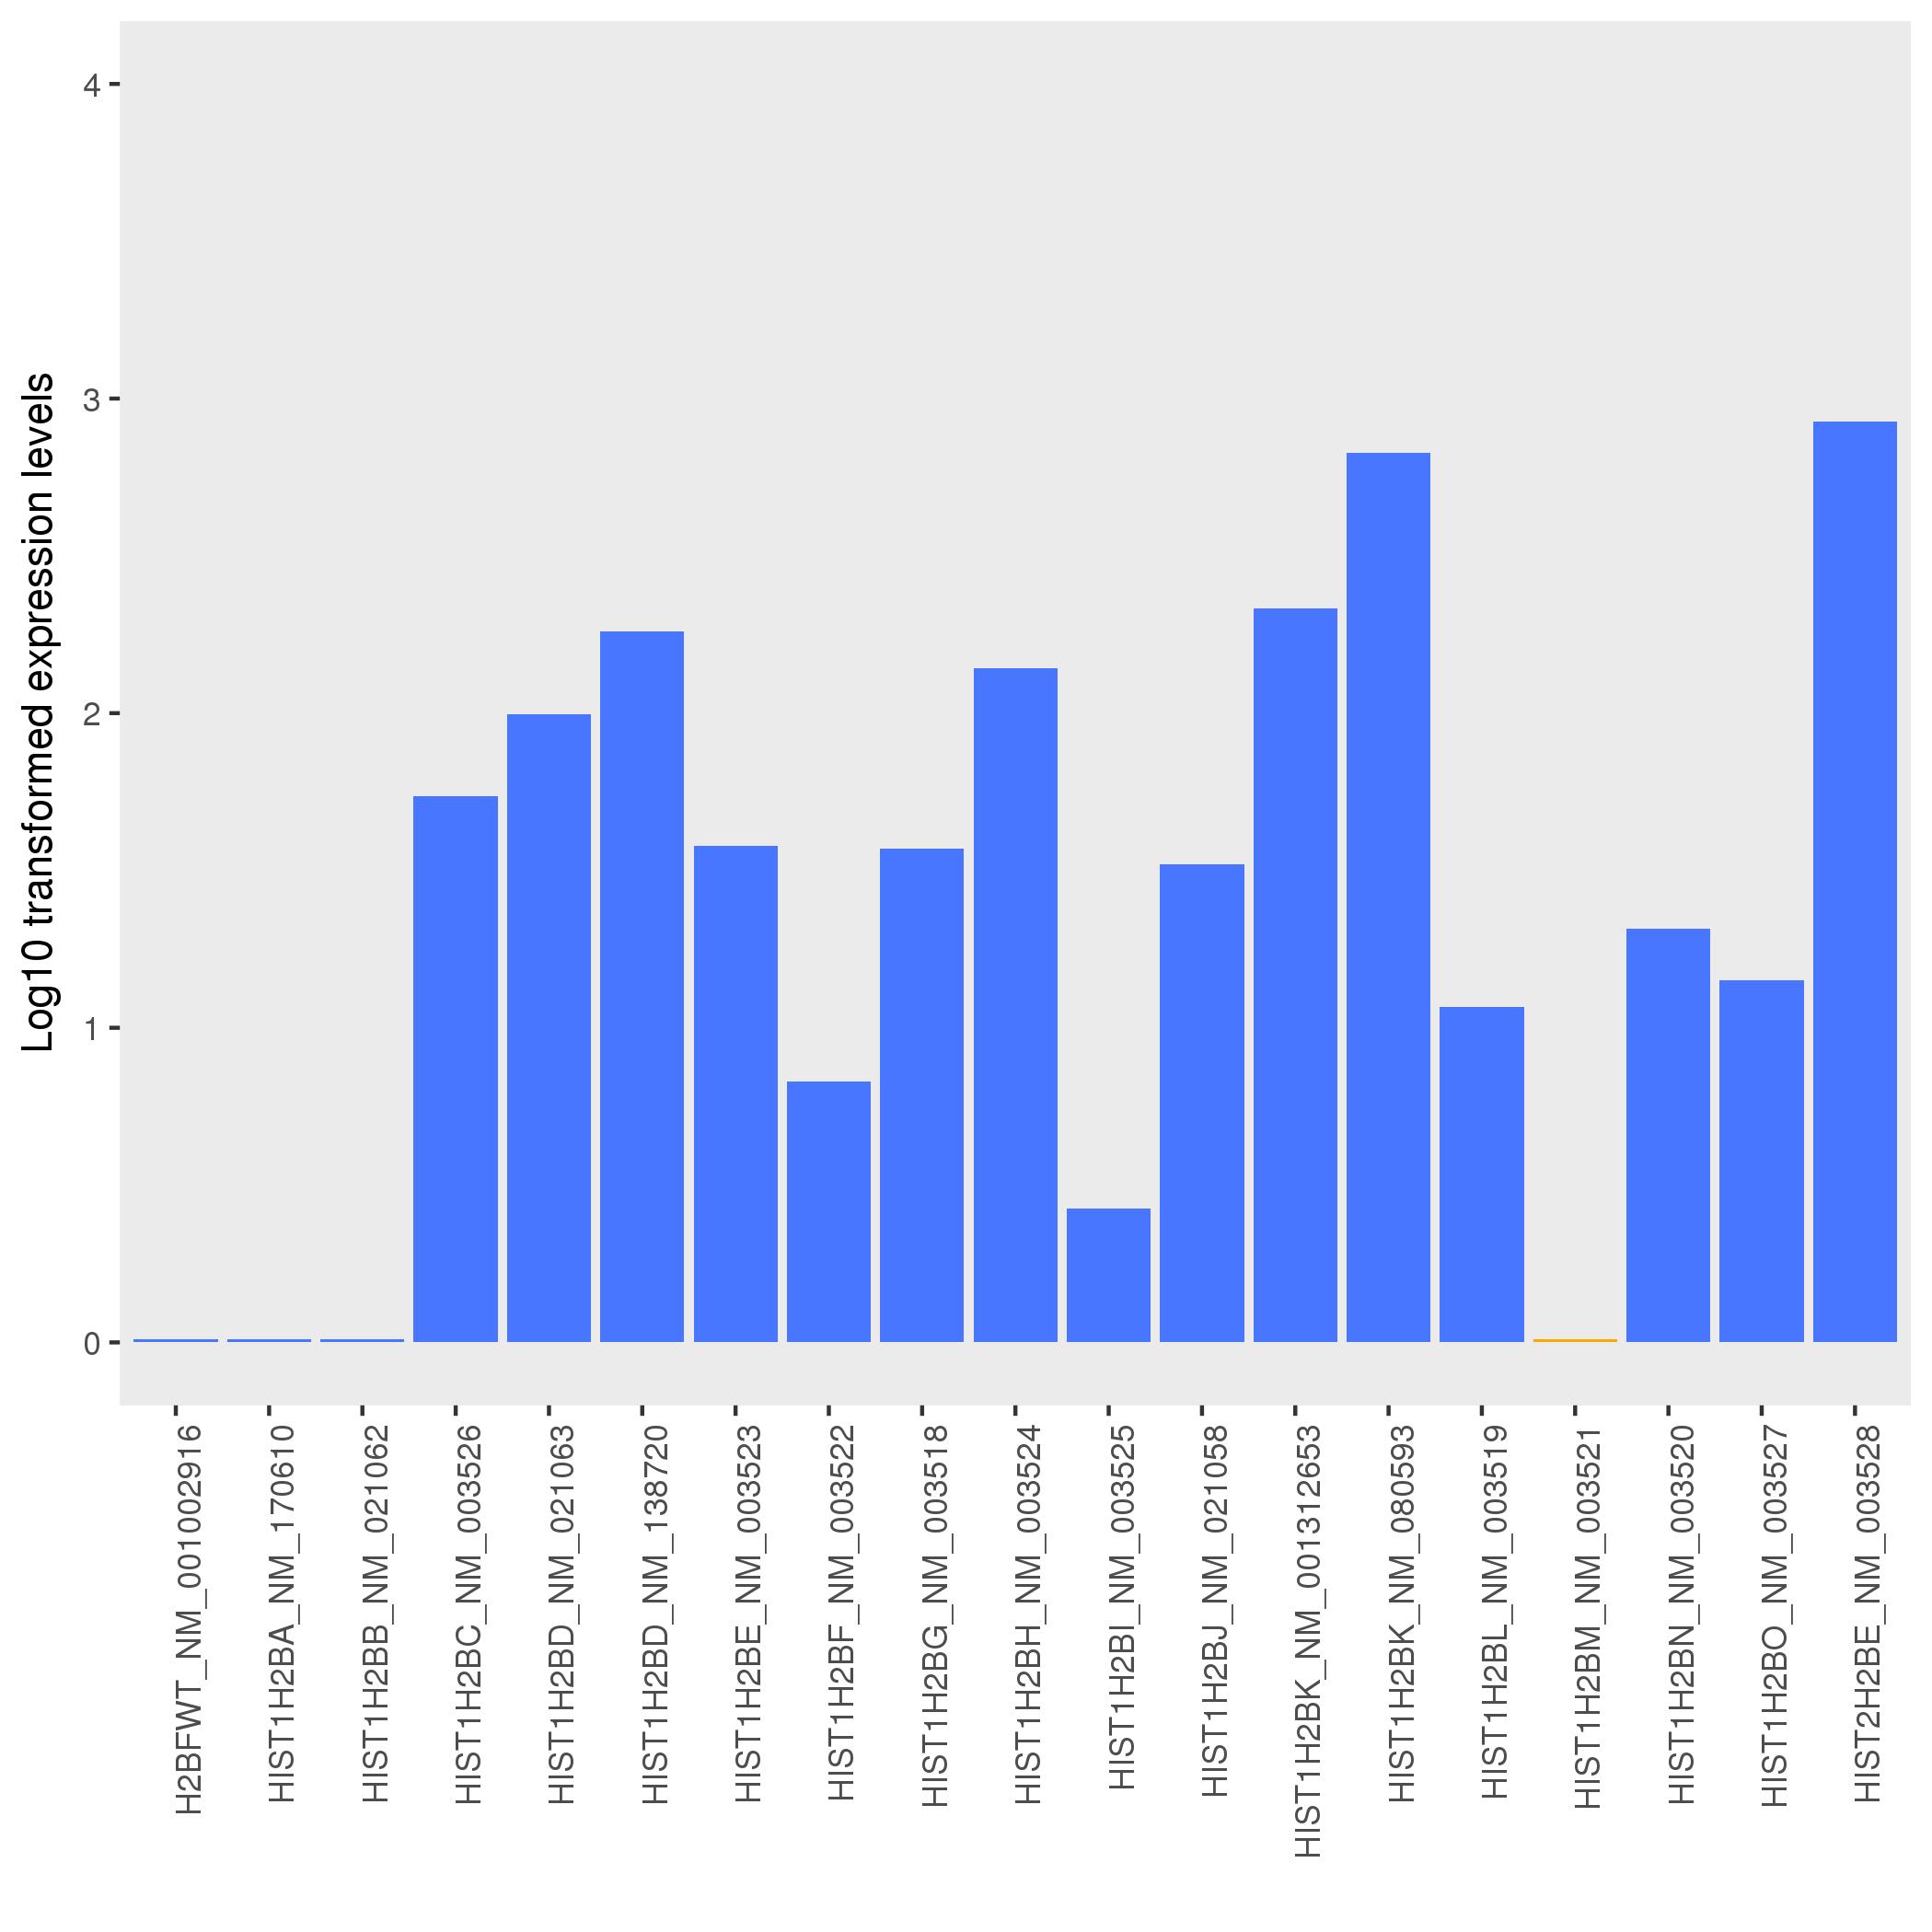 Log10 transformed expression levels
4
3
2
1
0
H2BFWT_NM_001002916
HIST1H2BA_NM_170610
HIST1H2BB_NM_021062
HIST1H2BC_NM_003526
HIST1H2BD_NM_021063
HIST1H2BD_NM_138720
HIST1H2BE_NM_003523
HIST1H2BF_NM_003522
HIST1H2BG_NM_003518
HIST1H2BH_NM_003524
HIST1H2BI_NM_003525
HIST1H2BJ_NM_021058
HIST1H2BK_NM_001312653
HIST1H2BK_NM_080593
HIST1H2BL_NM_003519
HIST1H2BM_NM_003521
HIST1H2BN_NM_003520
HIST1H2BO_NM_003527
HIST2H2BE_NM_003528